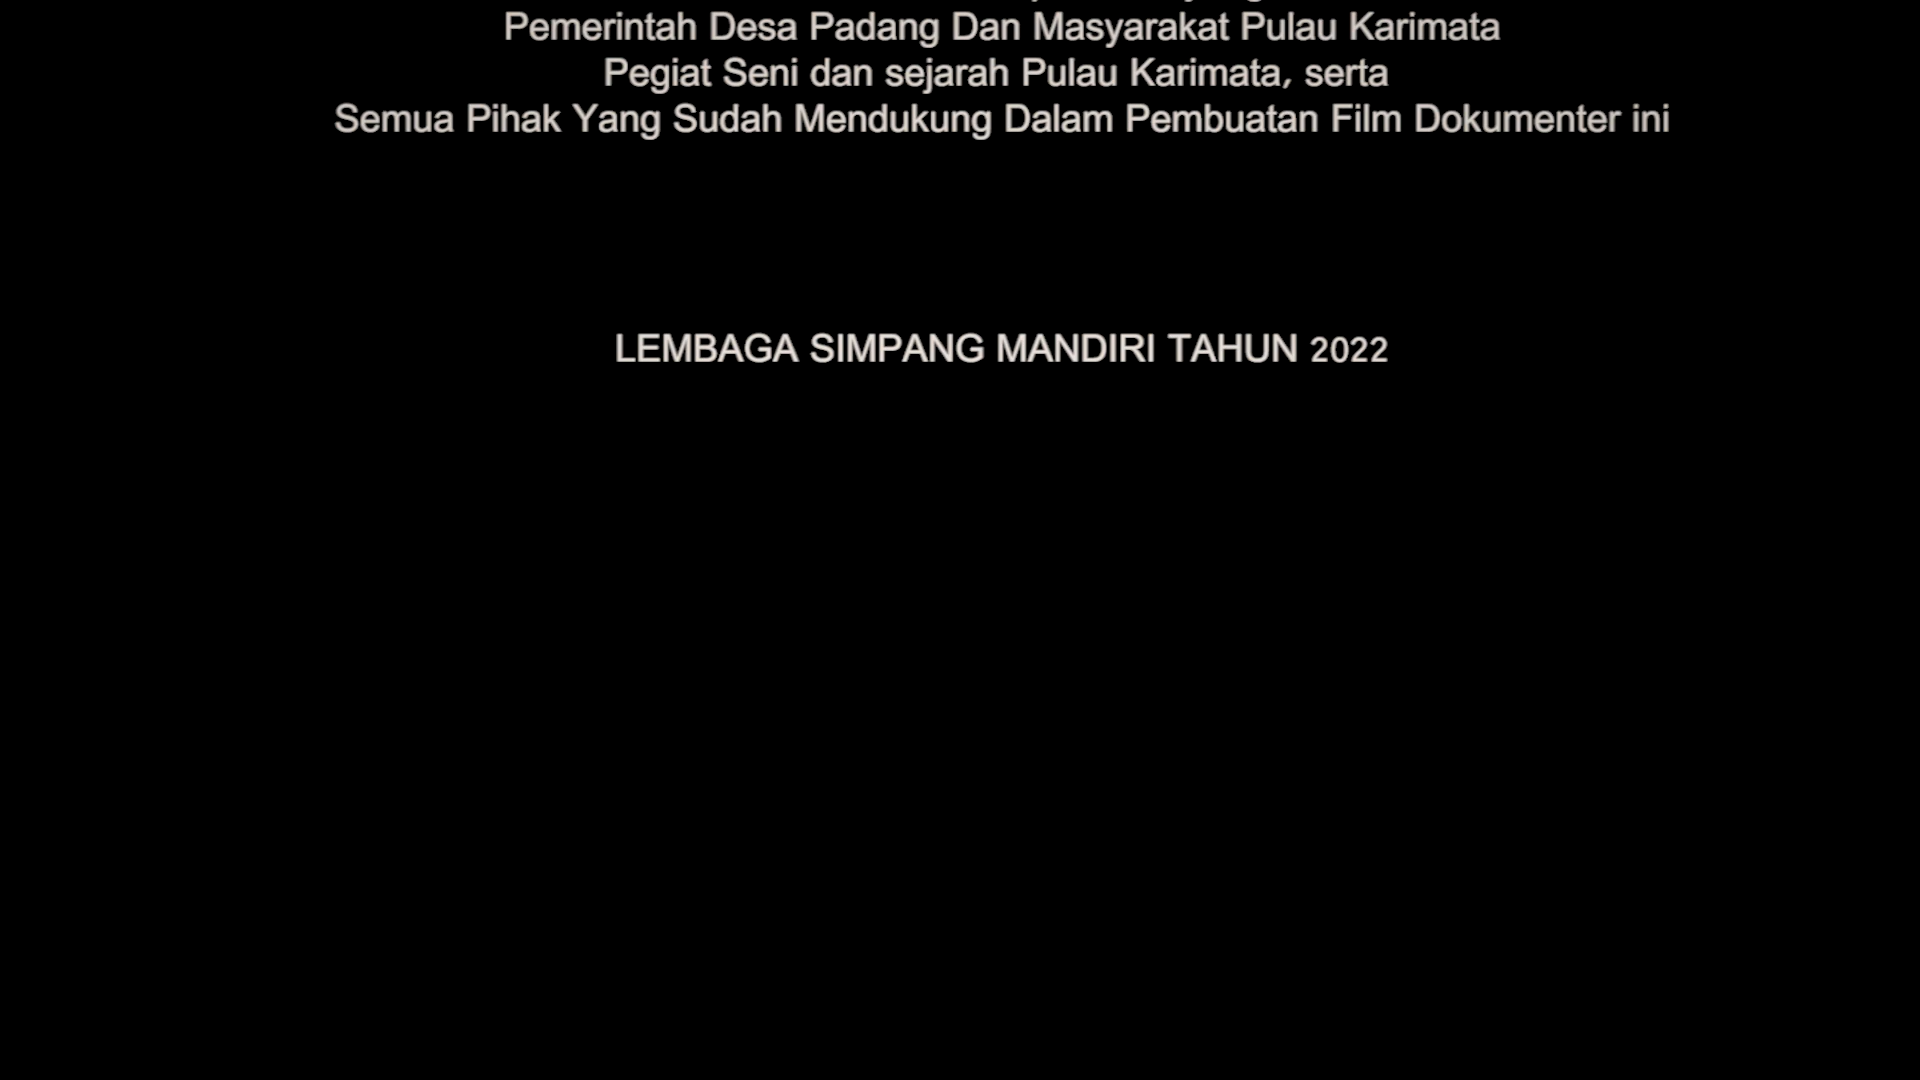 Pemerintah Desa Padang Dan Masyarakat Pulau Karimata
Pegiat Seni dan sejarah Pulau Karimata, serta
Semua Pihak Yang Sudah Mendukung Dalam Pembuatan Film Dokumenter ini
LEMBAGA SIMPANG MANDIRI TAHUN 2022